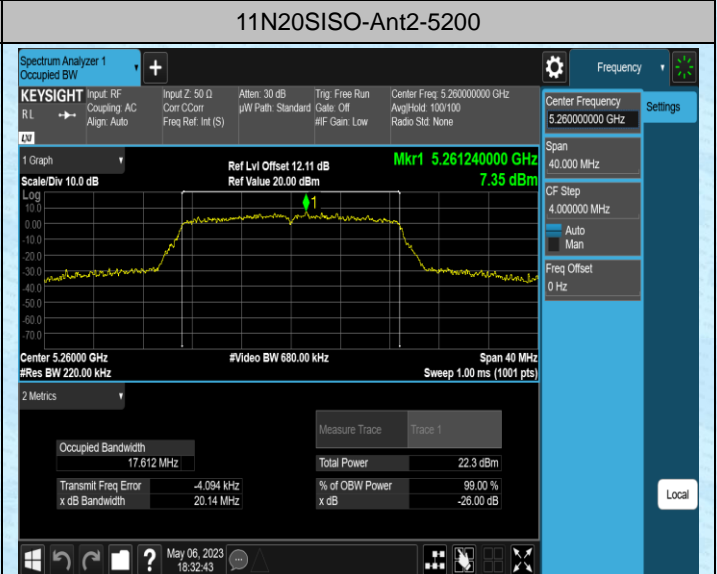 11N20SISO-Ant2-5200
Spectrum Analyzer 1
Occupied BW
Frequency
KEYSIGHT
RL
LXI
Input: RF
Coupling: AC
Align: Auto
Input Z: 50 Ω
Corr CCorr
Freq Ref: Int (S)
Atten: 30 dB
µW Path: Standard
Trig: Free Run
Gate: Off
#IF Gain: Low
Center Freq: 5.260000000 GHz
Avg|Hold: 100/100
Radio Std: None
Center Frequency
5.260000000 GHz
Settings
Span
40.000 MHz
CF Step
4.000000 MHz
Auto
Man
Freq Offset
0 Hz
1 Graph
Scale/Div 10.0 dB
Ref Lvl Offset 12.11 dB
Ref Value 20.00 dBm
Mkr1 5.261240000 GHz
7.35 dBm
Log
10.0
0.00
-10.0
-20.0
-30.0
-40.0
-50.0
-60.0
-70.0
1
Center 5.26000 GHz
#Video BW 680.00 kHz
Span 40 MHz
#Res BW 220.00 kHz
Sweep 1.00 ms (1001 pts)
2 Metrics
Measure Trace Trace 1
Occupied Bandwidth
17.612 MHz
Total Power 22.3 dBm
Transmit Freq Error -4.094 kHz
% of OBW Power 99.00 %
x dB Bandwidth 20.14 MHz
x dB -26.00 dB
Local
May 06, 2023
18:32:43